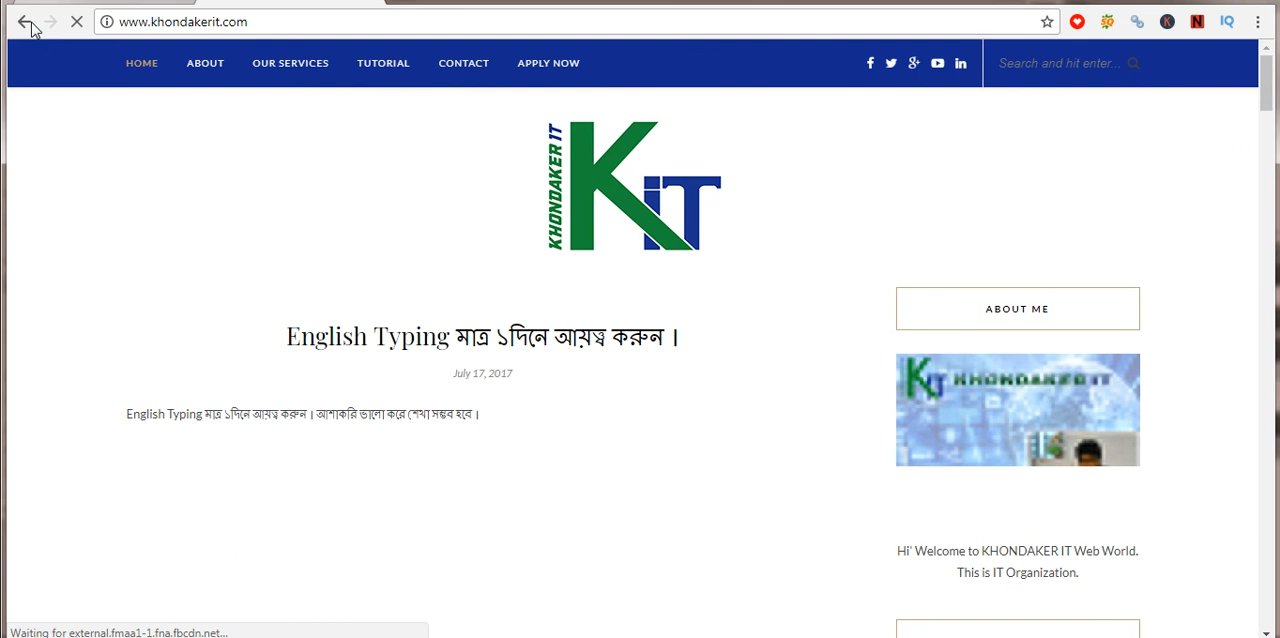 www.khondakerit.com
HOME ABOUT OUR SERVICES TUTORIAL CONTACT APPLY NOW Search and hit enter...
KHONDAKER IT
KIT
English Typing মাত্র ১দিনে আয়ত্ব করুন ।
July 17, 2017
English Typing মাত্র ১দিনে আয়ত্ব করুন । আশাকরি ভালো করে শেখা সম্ভব হবে ।
ABOUT ME
KIT KHONDAKER IT
Hi' Welcome to KHONDAKER IT Web World.
This is IT Organization.
Waiting for external.fmaa1-1.fna.fbcdn.net...